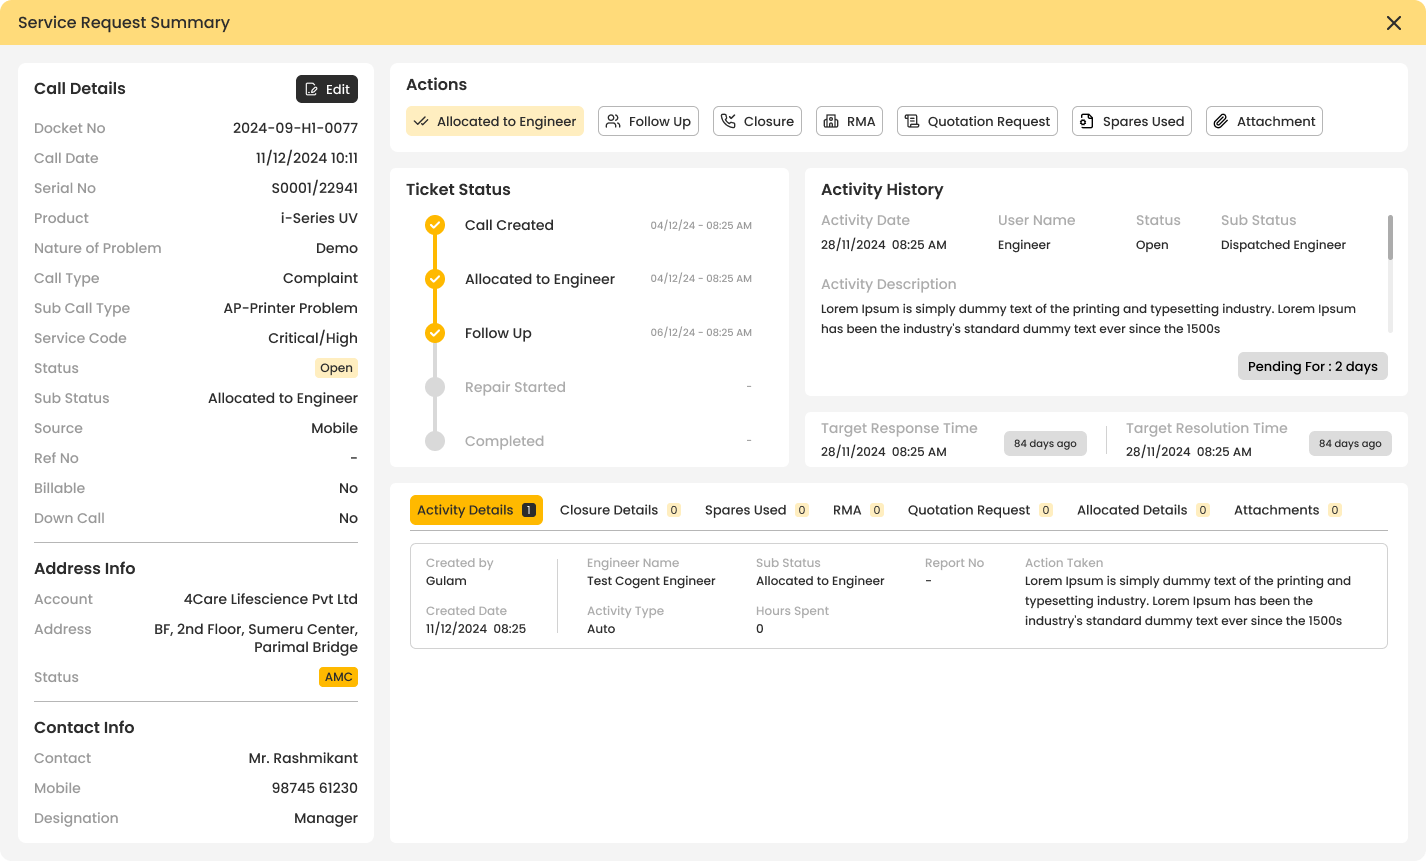 Service Request Summary
Call Details
Edit
Docket No 2024-09-H1-0077
Call Date 11/12/2024 10:11
Serial No S0001/22941
Product i-Series UV
Nature of Problem Demo
Call Type Complaint
Sub Call Type AP-Printer Problem
Service Code Critical/High
Status Open
Sub Status Allocated to Engineer
Source Mobile
Ref No -
Billable No
Down Call No
Address Info
Account 4Care Lifescience Pvt Ltd
Address BF, 2nd Floor, Sumeru Center,
Parimal Bridge
Status AMC
Contact Info
Contact Mr. Rashmikant
Mobile 98745 61230
Designation Manager
Actions
Allocated to Engineer Follow Up Closure RMA Quotation Request Spares Used Attachment
Ticket Status
Call Created 04/12/24 - 08:25 AM
Allocated to Engineer 04/12/24 - 08:25 AM
Follow Up 06/12/24 - 08:25 AM
Repair Started -
Completed -
Activity History
Activity Date User Name Status Sub Status
28/11/2024 08:25 AM Engineer Open Dispatched Engineer
Activity Description
Lorem Ipsum is simply dummy text of the printing and typesetting industry. Lorem Ipsum
has been the industry's standard dummy text ever since the 1500s
Pending For : 2 days
Target Response Time
28/11/2024 08:25 AM
84 days ago
Target Resolution Time
28/11/2024 08:25 AM
84 days ago
Activity Details 1 Closure Details 0 Spares Used 0 RMA 0 Quotation Request 0 Allocated Details 0 Attachments 0
Created by
Gulam
Created Date
11/12/2024 08:25
Engineer Name
Test Cogent Engineer
Activity Type
Auto
Sub Status
Allocated to Engineer
Hours Spent
0
Report No
-
Action Taken
Lorem Ipsum is simply dummy text of the printing and
typesetting industry. Lorem Ipsum has been the
industry's standard dummy text ever since the 1500s